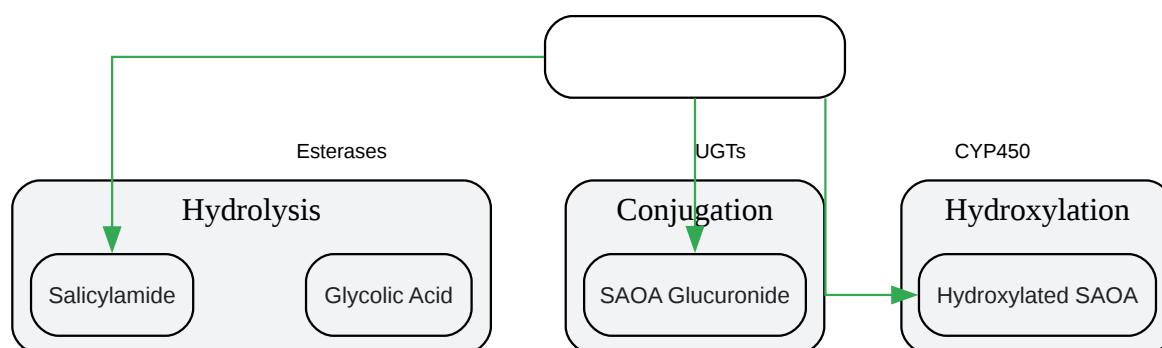 Esterases
UGTs
CYP450
Hydrolysis
Conjugation
Hydroxylation
Salicylamide
Glycolic Acid
SAOA Glucuronide
Hydroxylated SAOA